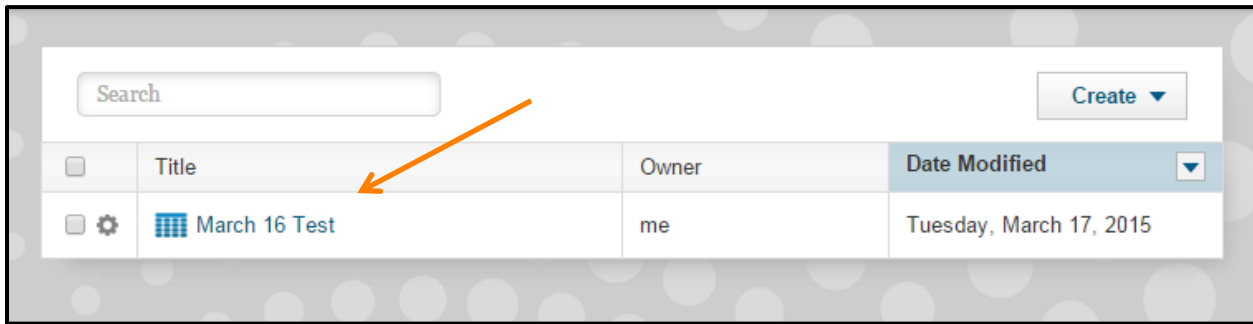 Search
Create
Title Owner Date Modified
March 16 Test me Tuesday, March 17, 2015